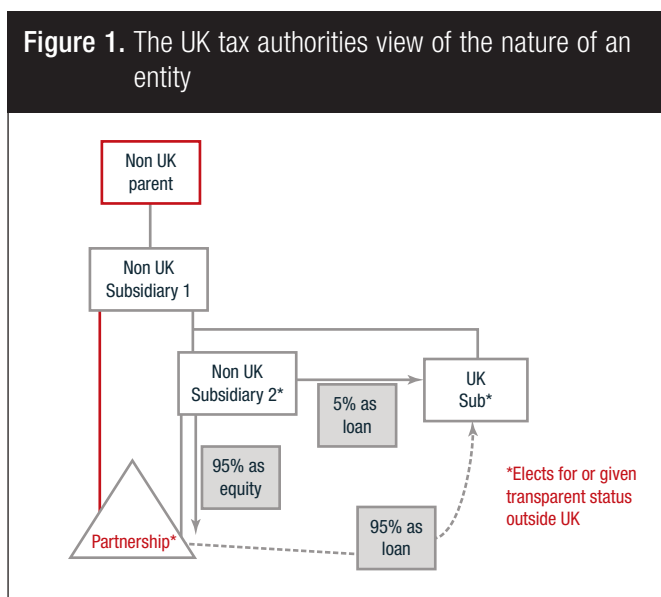 Figure 1. The UK tax authorities view of the nature of an
entity
Non UK
parent
Non UK
Subsidiary 1
Non UK
Subsidiary 2*
5% as
loan
UK
Sub*
95% as
equity
*Elects for or given
transparent status
outside UK
Partnership*
95% as
loan